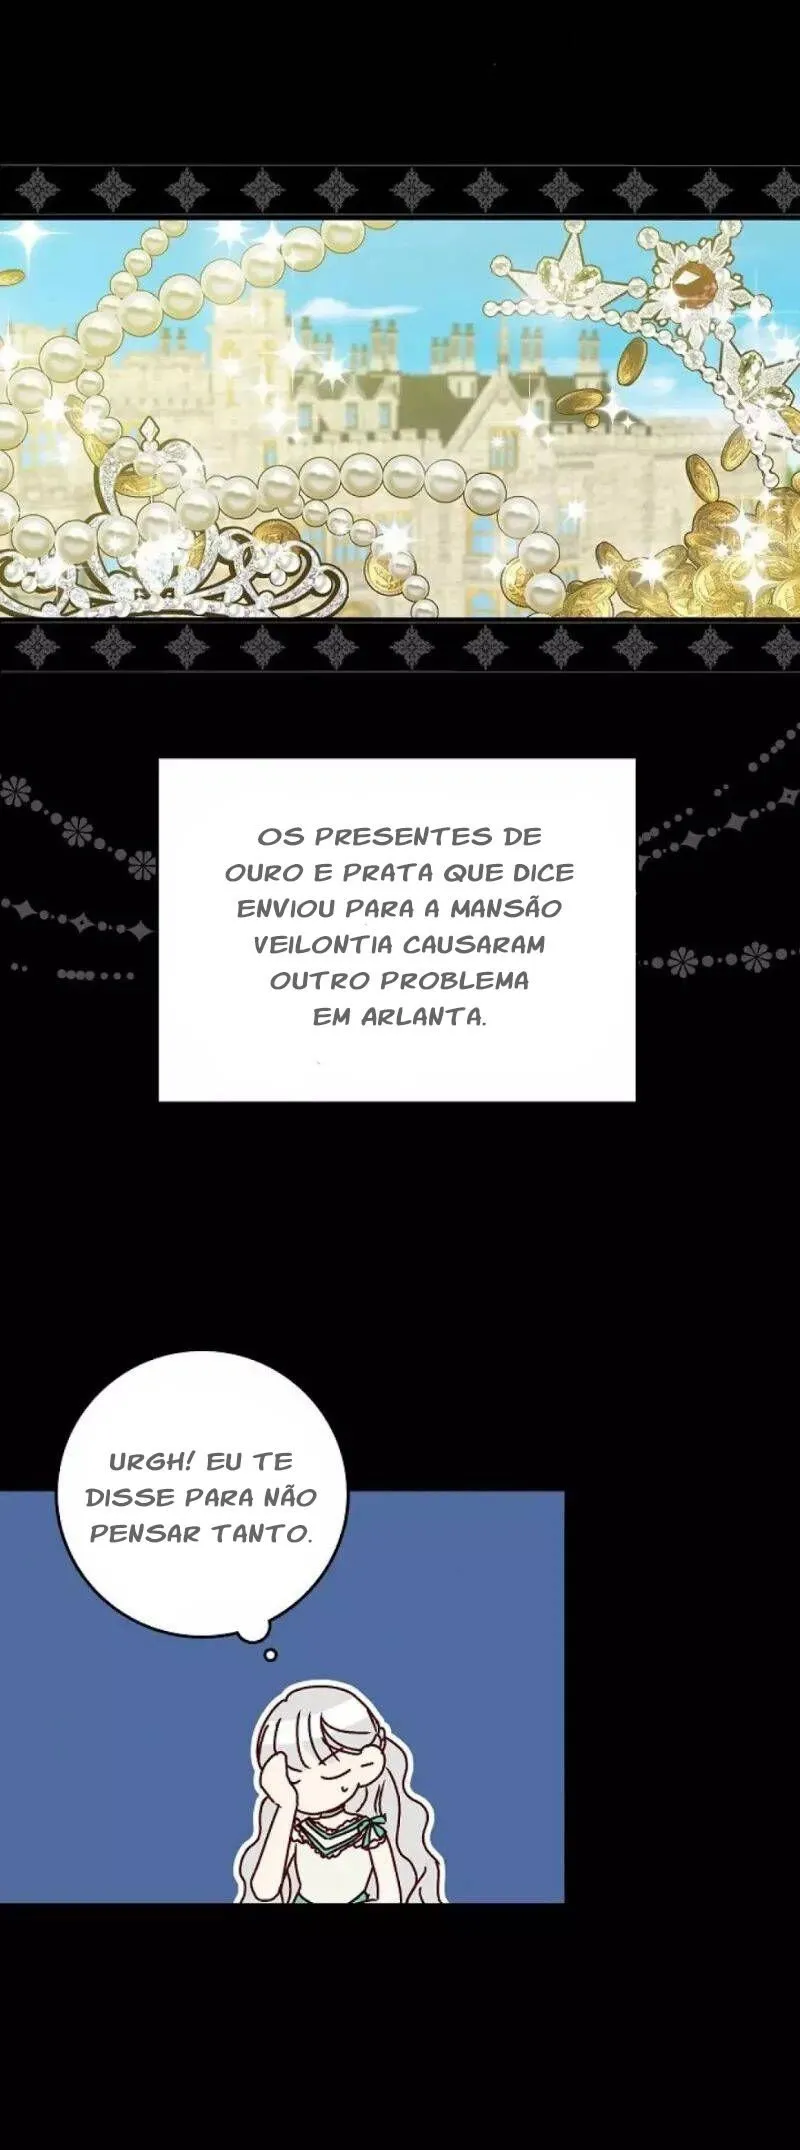 OS PRESENTES DE
OURO E PRATA QUE DICE
ENVIOU PARA A MANSÃO
VEILONTIA CAUSARAM
OUTRO PROBLEMA
EM ARLANTA.
URGH! EU TE
DISSE PARA NÃO
PENSAR TANTO.